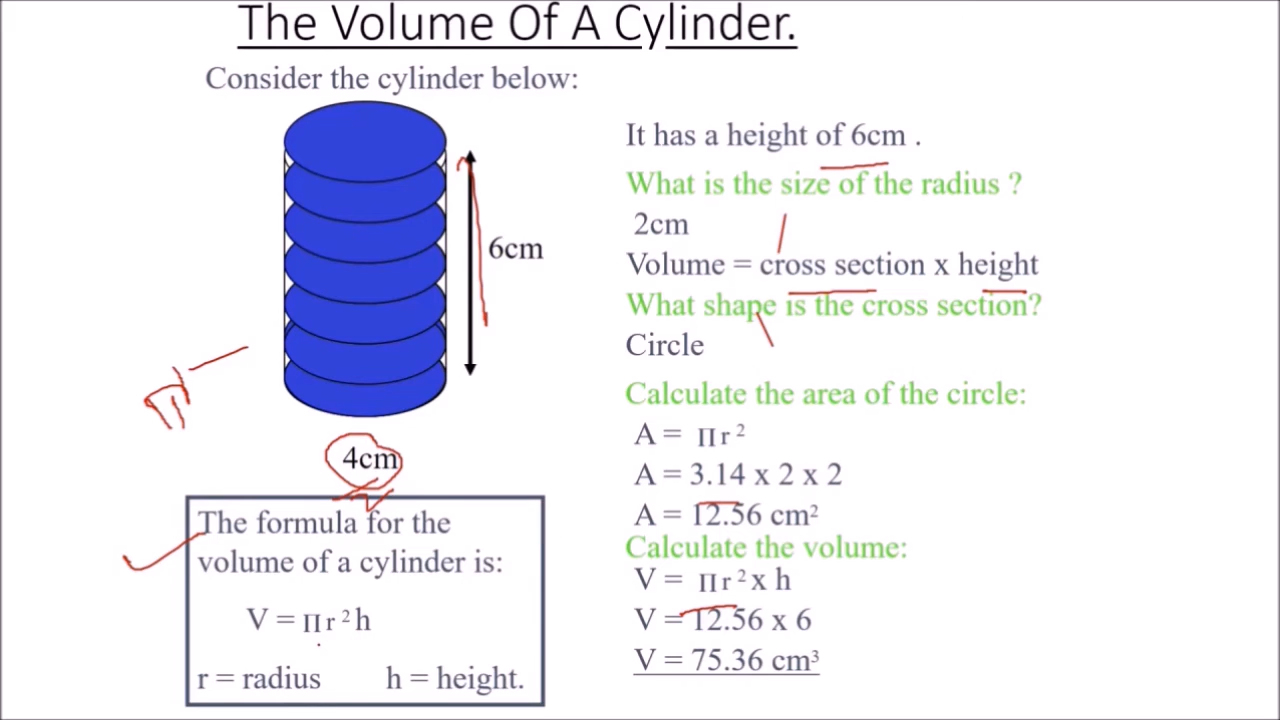 The Volume Of A Cylinder.
Consider the cylinder below:
6cm
4cm
π
The formula for the
volume of a cylinder is:
V = Π r ² h
r = radius h = height.
It has a height of 6cm .
What is the size of the radius ?
2cm
Volume = cross section x height
What shape is the cross section?
Circle
Calculate the area of the circle:
A = Π r ²
A = 3.14 x 2 x 2
A = 12.56 cm²
Calculate the volume:
V = Π r ² x h
V = 12.56 x 6
V = 75.36 cm³